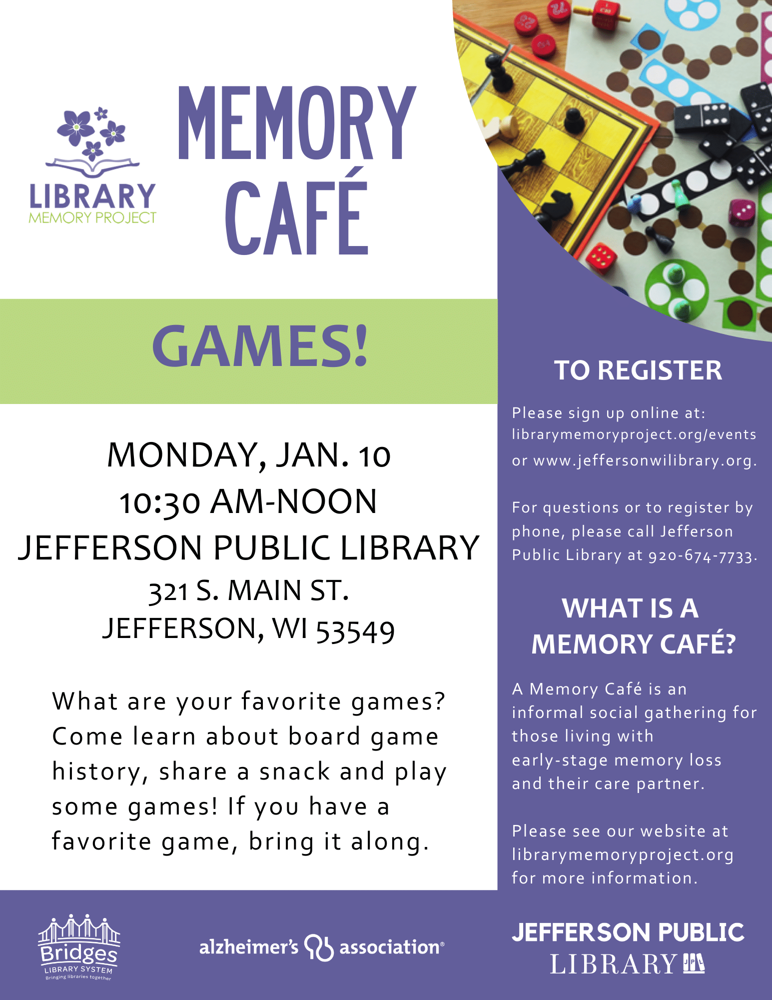 MEMORY
CAFÉ
LIBRARY
MEMORY PROJECT
GAMES!
MONDAY, JAN. 10
10:30 AM-NOON
JEFFERSON PUBLIC LIBRARY
321 S. MAIN ST.
JEFFERSON, WI 53549
What are your favorite games?
Come learn about board game
history, share a snack and play
some games! If you have a
favorite game, bring it along.
TO REGISTER
Please sign up online at:
librarymemoryproject.org/events
or www.jeffersonwilibrary.org.
For questions or to register by
phone, please call Jefferson
Public Library at 920-674-7733.
WHAT IS A
MEMORY CAFÉ?
A Memory Café is an
informal social gathering for
those living with
early-stage memory loss
and their care partner.
Please see our website at
librarymemoryproject.org
for more information.
Bridges
LIBRARY SYSTEM
Bringing libraries together
alzheimer's association®
JEFFERSON PUBLIC
LIBRARY JPL